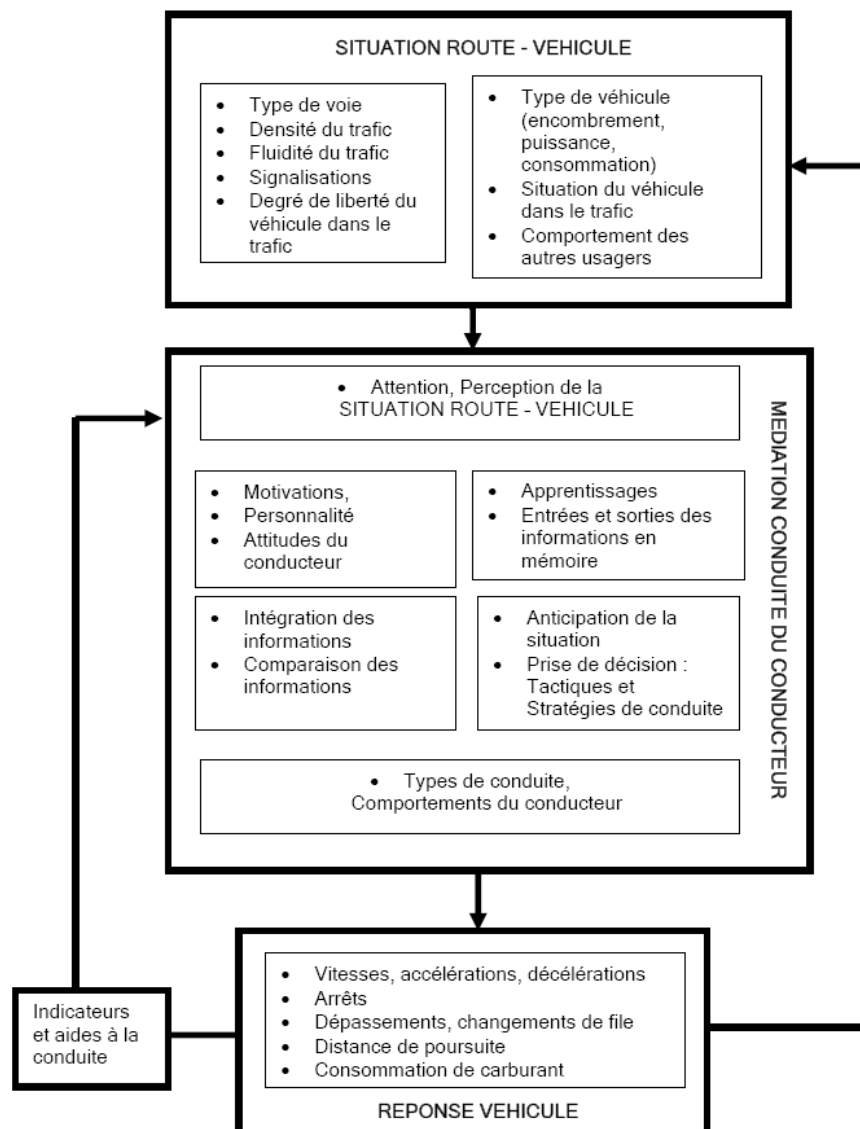 SITUATION ROUTE - VEHICULE
• Type de voie
• Densité du trafic
• Fluidité du trafic
• Signalisations
• Degré de liberté du
véhicule dans le
trafic
• Type de véhicule
(encombrement,
puissance,
consommation)
• Situation du véhicule
dans le trafic
• Comportement des
autres usagers
• Attention, Perception de la
SITUATION ROUTE - VEHICULE
MEDIATION CONDUITE DU CONDUCTEUR
• Motivations,
• Personnalité
• Attitudes du
conducteur
• Apprentissages
• Entrées et sorties des
informations en
mémoire
• Intégration des
informations
• Comparaison des
informations
• Anticipation de la
situation
• Prise de décision :
Tactiques et
Stratégies de conduite
• Types de conduite,
Comportements du conducteur
Indicateurs
et aides à la
conduite
• Vitesses, accélérations, décélérations
• Arrêts
• Dépassements, changements de file
• Distance de poursuite
• Consommation de carburant
REPONSE VEHICULE